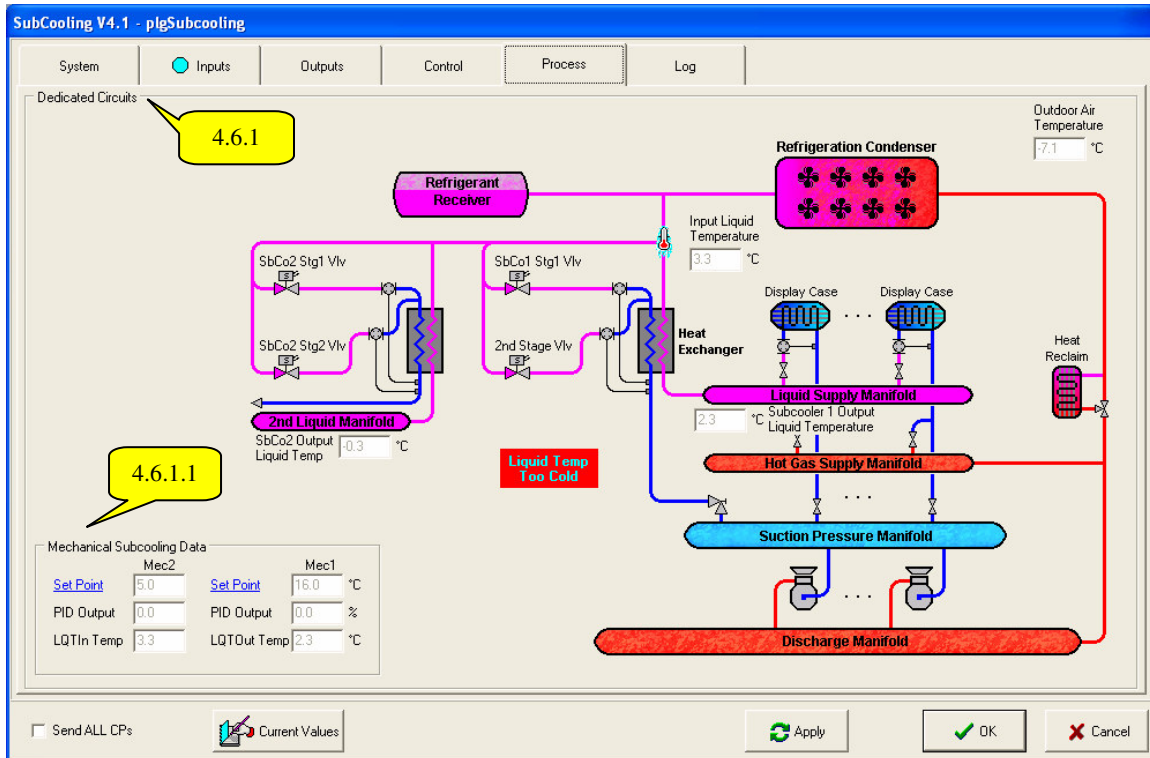 SubCooling V4.1 - plgSubcooling
System
Inputs
Outputs
Control
Process
Log
Dedicated Circuits
4.6.1
Outdoor Air
Temperature
-7.1 °C
Refrigeration Condenser
Refrigerant
Receiver
Input Liquid
Temperature
3.3 °C
SbCo2 Stg1 Vlv
SbCo1 Stg1 Vlv
Display Case
Display Case
. . .
SbCo2 Stg2 Vlv
2nd Stage Vlv
Heat
Exchanger
Heat
Reclaim
Liquid Supply Manifold
2nd Liquid Manifold
2.3 °C Subcooler 1 Output
Liquid Temperature
SbCo2 Output
Liquid Temp -0.3 °C
Liquid Temp
Too Cold
Hot Gas Supply Manifold
. . .
4.6.1.1
Suction Pressure Manifold
. . .
Discharge Manifold
Mechanical Subcooling Data
Mec2 Mec1
Set Point 5.0 Set Point 16.0 °C
PID Output 0.0 PID Output 0.0 %
LQTIn Temp 3.3 LQTOut Temp 2.3 °C
Send ALL CPs
Current Values
Apply
OK
Cancel